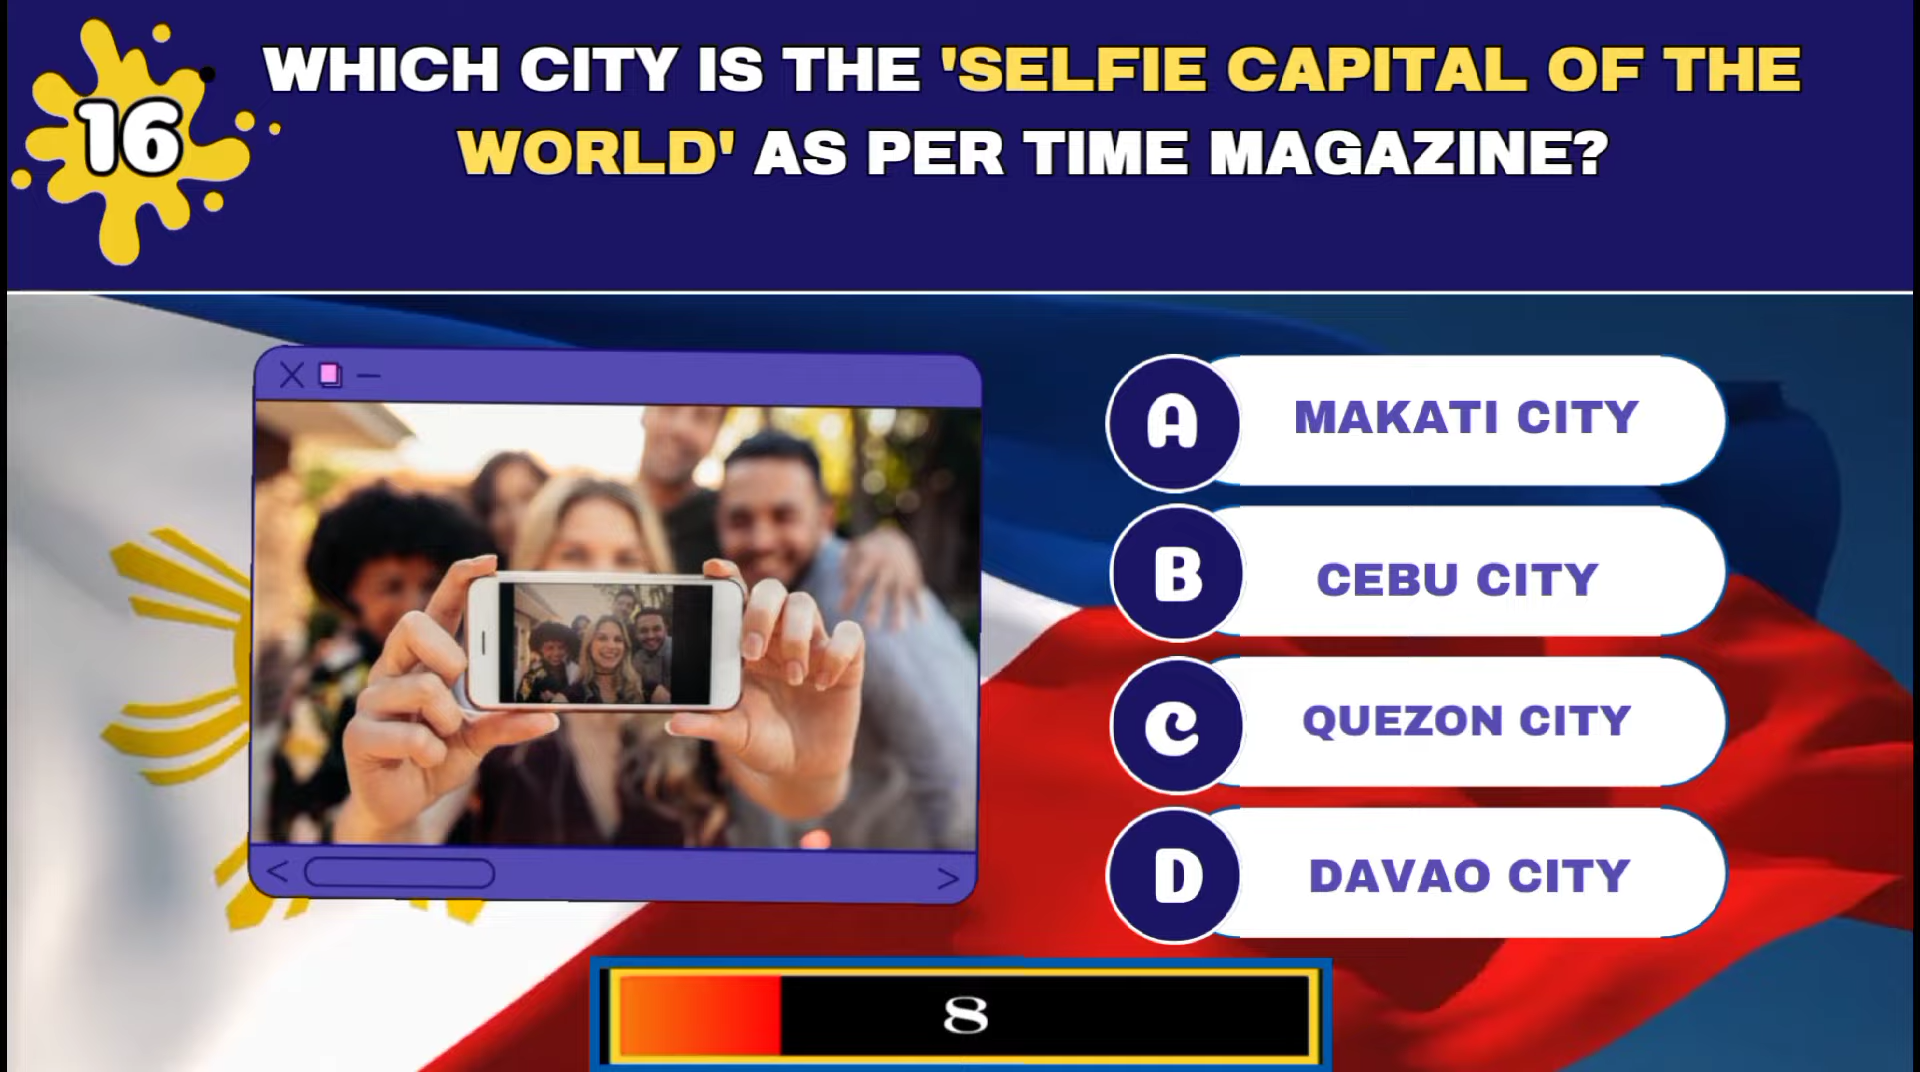 16
WHICH CITY IS THE 'SELFIE CAPITAL OF THE
WORLD' AS PER TIME MAGAZINE?
A MAKATI CITY
B CEBU CITY
C QUEZON CITY
D DAVAO CITY
8